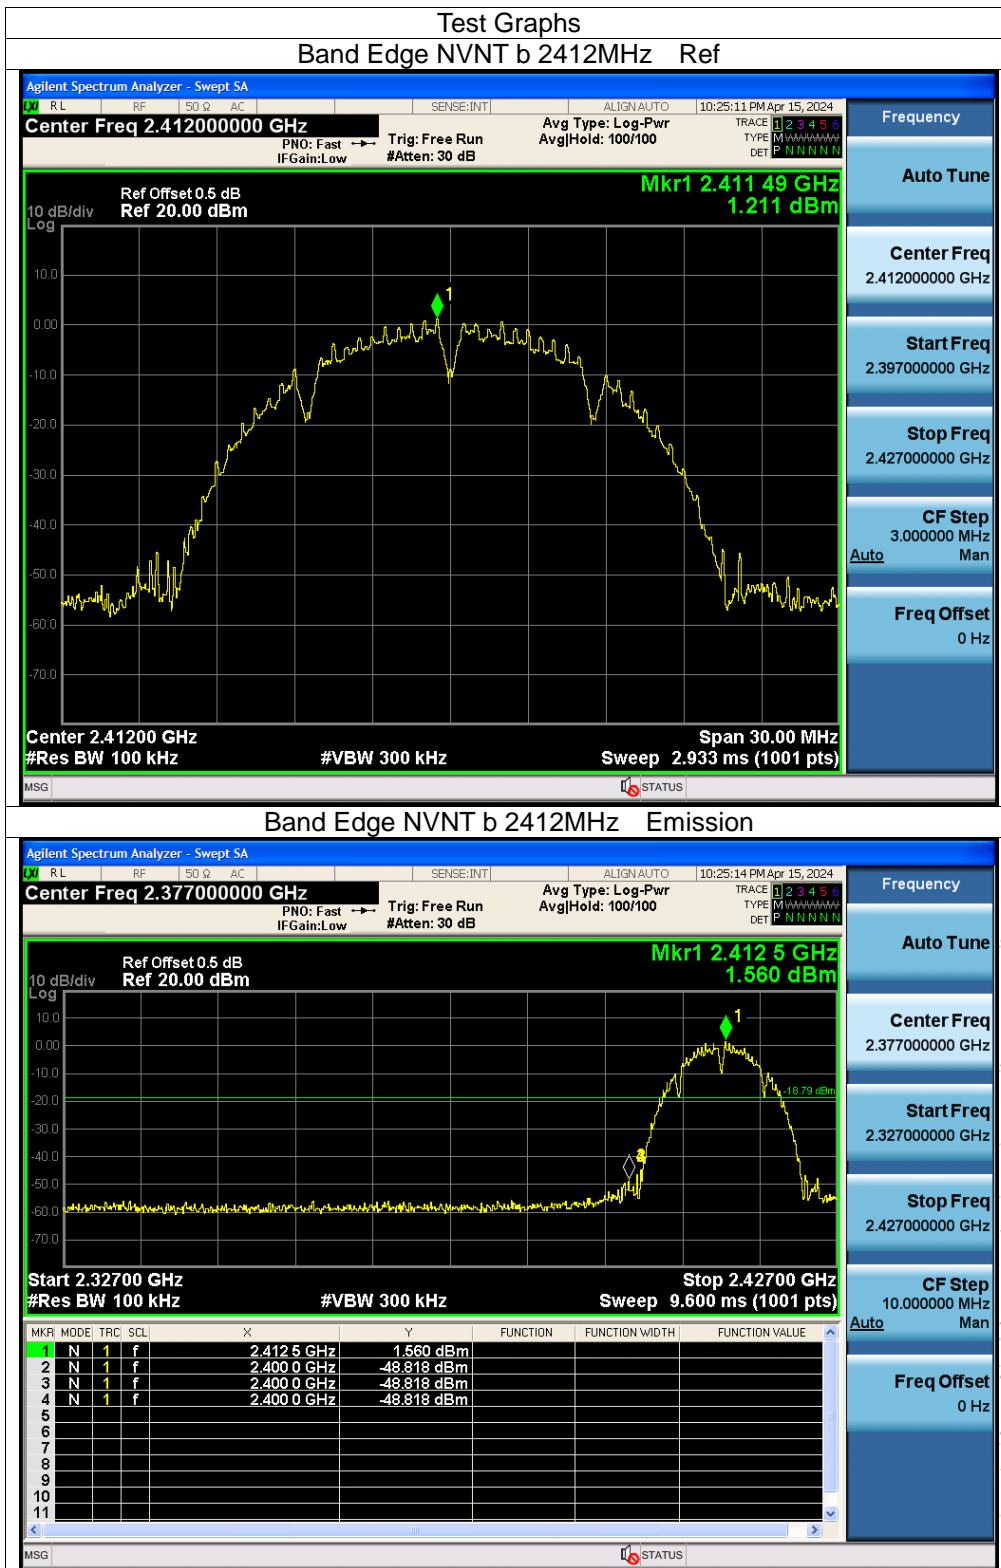 Test Graphs
Band Edge NVNT b 2412MHz Ref
Agilent Spectrum Analyzer - Swept SA
LXI RL RF 50 Ω AC SENSE:INT ALIGN AUTO 10:25:11 PM Apr 15, 2024
Center Freq 2.412000000 GHz
PNO: Fast
IFGain:Low
Trig: Free Run
#Atten: 30 dB
Avg Type: Log-Pwr
Avg|Hold: 100/100
TRACE 1 2 3 4 5 6
TYPE M
DET P N N N N N
Frequency
Ref Offset 0.5 dB
10 dB/div Ref 20.00 dBm
Log
Mkr1 2.411 49 GHz
1.211 dBm
10.0
0.00
-10.0
-20.0
-30.0
-40.0
-50.0
-60.0
-70.0
1
Center 2.41200 GHz Span 30.00 MHz
#Res BW 100 kHz #VBW 300 kHz Sweep 2.933 ms (1001 pts)
Auto Tune
Center Freq
2.412000000 GHz
Start Freq
2.397000000 GHz
Stop Freq
2.427000000 GHz
CF Step
3.000000 MHz
Auto Man
Freq Offset
0 Hz
MSG STATUS
Band Edge NVNT b 2412MHz Emission
Agilent Spectrum Analyzer - Swept SA
LXI RL RF 50 Ω AC SENSE:INT ALIGN AUTO 10:25:14 PM Apr 15, 2024
Center Freq 2.377000000 GHz
PNO: Fast
IFGain:Low
Trig: Free Run
#Atten: 30 dB
Avg Type: Log-Pwr
Avg|Hold: 100/100
TRACE 1 2 3 4 5 6
TYPE M
DET P N N N N N
Frequency
Ref Offset 0.5 dB
10 dB/div Ref 20.00 dBm
Log
Mkr1 2.412 5 GHz
1.560 dBm
10.0
0.00
-10.0
-20.0
-30.0
-40.0
-50.0
-60.0
-70.0
1
-18.79 dBm
Start 2.32700 GHz Stop 2.42700 GHz
#Res BW 100 kHz #VBW 300 kHz Sweep 9.600 ms (1001 pts)
MKR MODE TRC SCL X Y FUNCTION FUNCTION WIDTH FUNCTION VALUE
1 N 1 f 2.412 5 GHz 1.560 dBm
2 N 1 f 2.400 0 GHz -48.818 dBm
3 N 1 f 2.400 0 GHz -48.818 dBm
4 N 1 f 2.400 0 GHz -48.818 dBm
5
6
7
8
9
10
11
Auto Tune
Center Freq
2.377000000 GHz
Start Freq
2.327000000 GHz
Stop Freq
2.427000000 GHz
CF Step
10.000000 MHz
Auto Man
Freq Offset
0 Hz
MSG STATUS